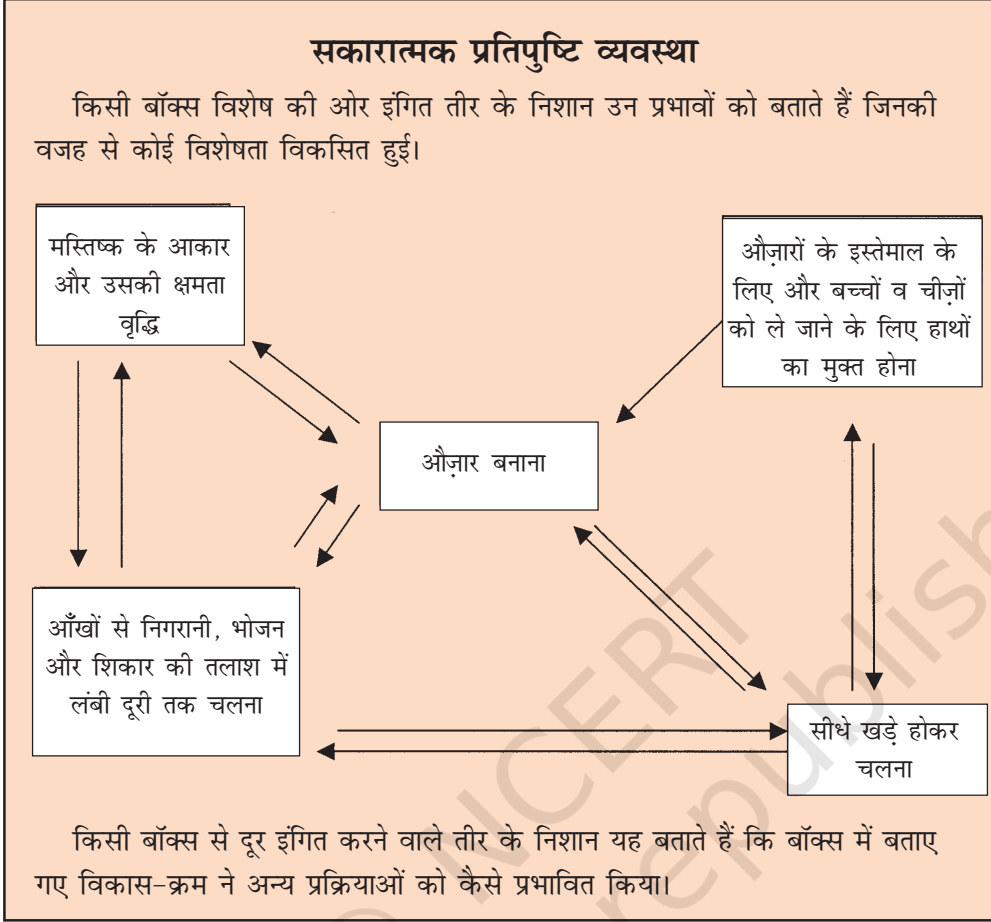 सकारात्मक प्रतिपुष्टि व्यवस्था
किसी बॉक्स विशेष की ओर इंगित तीर के निशान उन प्रभावों को बताते हैं जिनकी
वजह से कोई विशेषता विकसित हुई।
मस्तिष्क के आकार
और उसकी क्षमता
वृद्धि
औज़ारों के इस्तेमाल के
लिए और बच्चों व चीज़ों
को ले जाने के लिए हाथों
का मुक्त होना
औज़ार बनाना
आँखों से निगरानी, भोजन
और शिकार की तलाश में
लंबी दूरी तक चलना
सीधे खड़े होकर
चलना
किसी बॉक्स से दूर इंगित करने वाले तीर के निशान यह बताते हैं कि बॉक्स में बताए
गए विकास-क्रम ने अन्य प्रक्रियाओं को कैसे प्रभावित किया।
© NCERT
republish